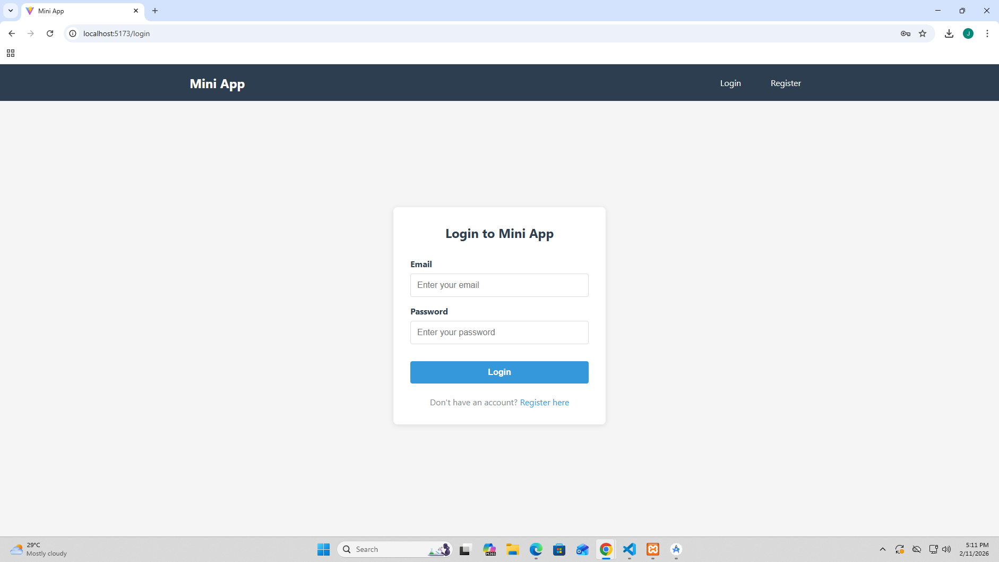 Mini App
localhost:5173/login
J
Mini App
Login
Register
Login to Mini App
Email
Enter your email
Password
Enter your password
Login
Don't have an account? Register here
29°C
Mostly cloudy
Search
M365
5:11 PM
2/11/2026